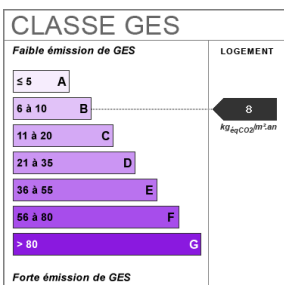 CLASSE GES
Faible émission de GES
LOGEMENT
≤ 5 A
6 à 10 B
8
kgéqCO2/m².an
11 à 20 C
21 à 35 D
36 à 55 E
56 à 80 F
> 80 G
Forte émission de GES